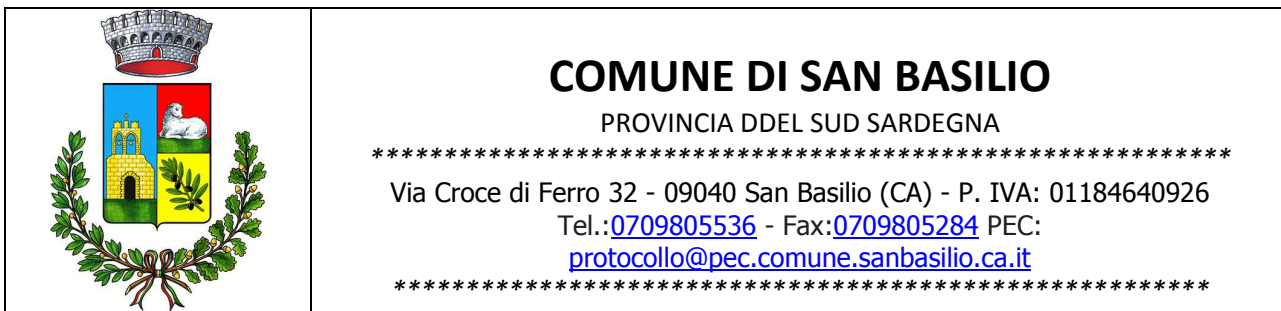 COMUNE DI SAN BASILIO
PROVINCIA DDEL SUD SARDEGNA
***********************************************************
Via Croce di Ferro 32 - 09040 San Basilio (CA) - P. IVA: 01184640926
Tel.:0709805536 - Fax:0709805284 PEC:
protocollo@pec.comune.sanbasilio.ca.it
********************************************************